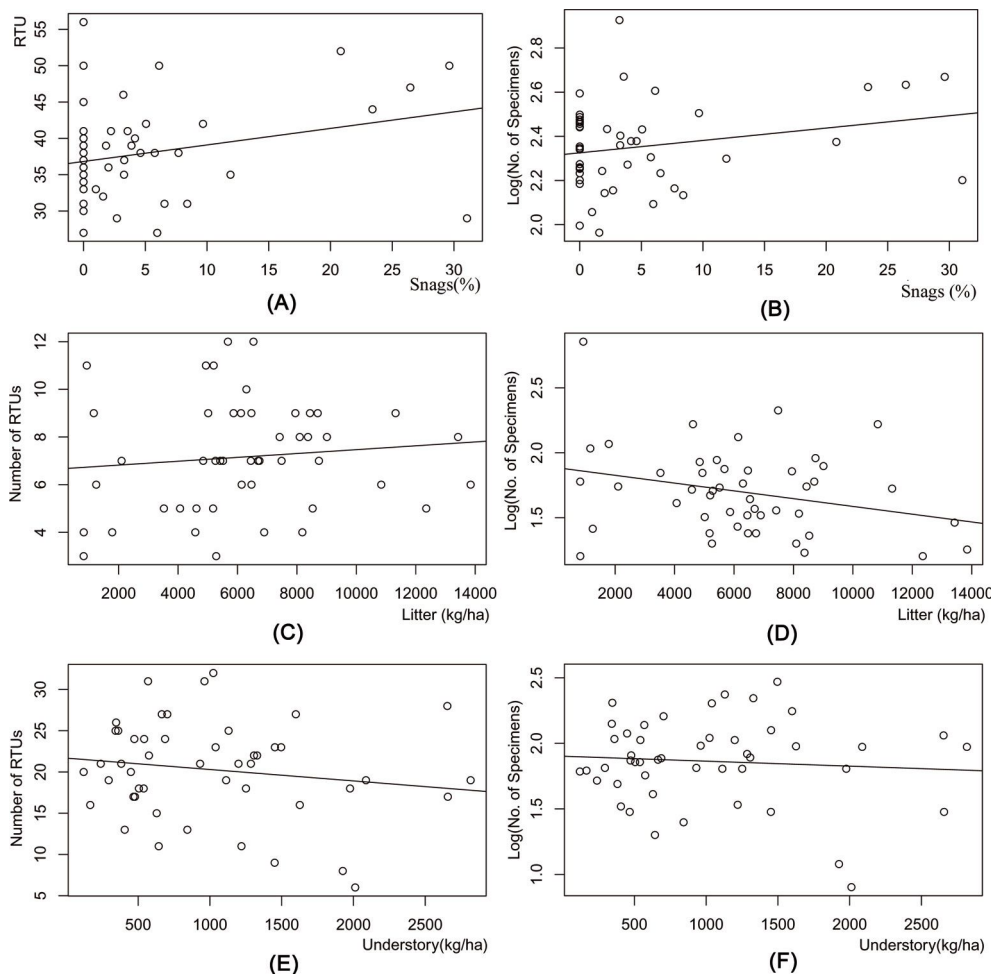 RTU
55
50
45
40
35
30
0 5 10 15 20 25 30
Snags(%)
(A)
Log(No. of Specimens)
2.8
2.6
2.4
2.2
2.0
0 5 10 15 20 25 30
Snags (%)
(B)
Number of RTUs
12
10
8
6
4
2000 4000 6000 8000 10000 12000 14000
Litter (kg/ha)
(C)
Log(No. of Specimens)
2.5
2.0
1.5
2000 4000 6000 8000 10000 12000 14000
Litter (kg/ha)
(D)
Number of RTUs
30
25
20
15
10
5
500 1000 1500 2000 2500
Understory(kg/ha)
(E)
Log(No. of Specimens)
2.5
2.0
1.5
1.0
500 1000 1500 2000 2500
Understory(kg/ha)
(F)